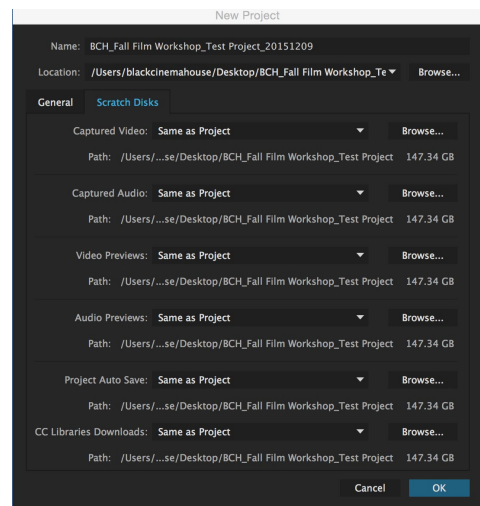 New Project
Name: BCH_Fall Film Workshop_Test Project_20151209
Location: /Users/blackcinemahouse/Desktop/BCH_Fall Film Workshop_Te Browse...
General Scratch Disks
Captured Video: Same as Project Browse...
Path: /Users/...se/Desktop/BCH_Fall Film Workshop_Test Project 147.34 GB
Captured Audio: Same as Project Browse...
Path: /Users/...se/Desktop/BCH_Fall Film Workshop_Test Project 147.34 GB
Video Previews: Same as Project Browse...
Path: /Users/...se/Desktop/BCH_Fall Film Workshop_Test Project 147.34 GB
Audio Previews: Same as Project Browse...
Path: /Users/...se/Desktop/BCH_Fall Film Workshop_Test Project 147.34 GB
Project Auto Save: Same as Project Browse...
Path: /Users/...se/Desktop/BCH_Fall Film Workshop_Test Project 147.34 GB
CC Libraries Downloads: Same as Project Browse...
Path: /Users/...se/Desktop/BCH_Fall Film Workshop_Test Project 147.34 GB
Cancel OK